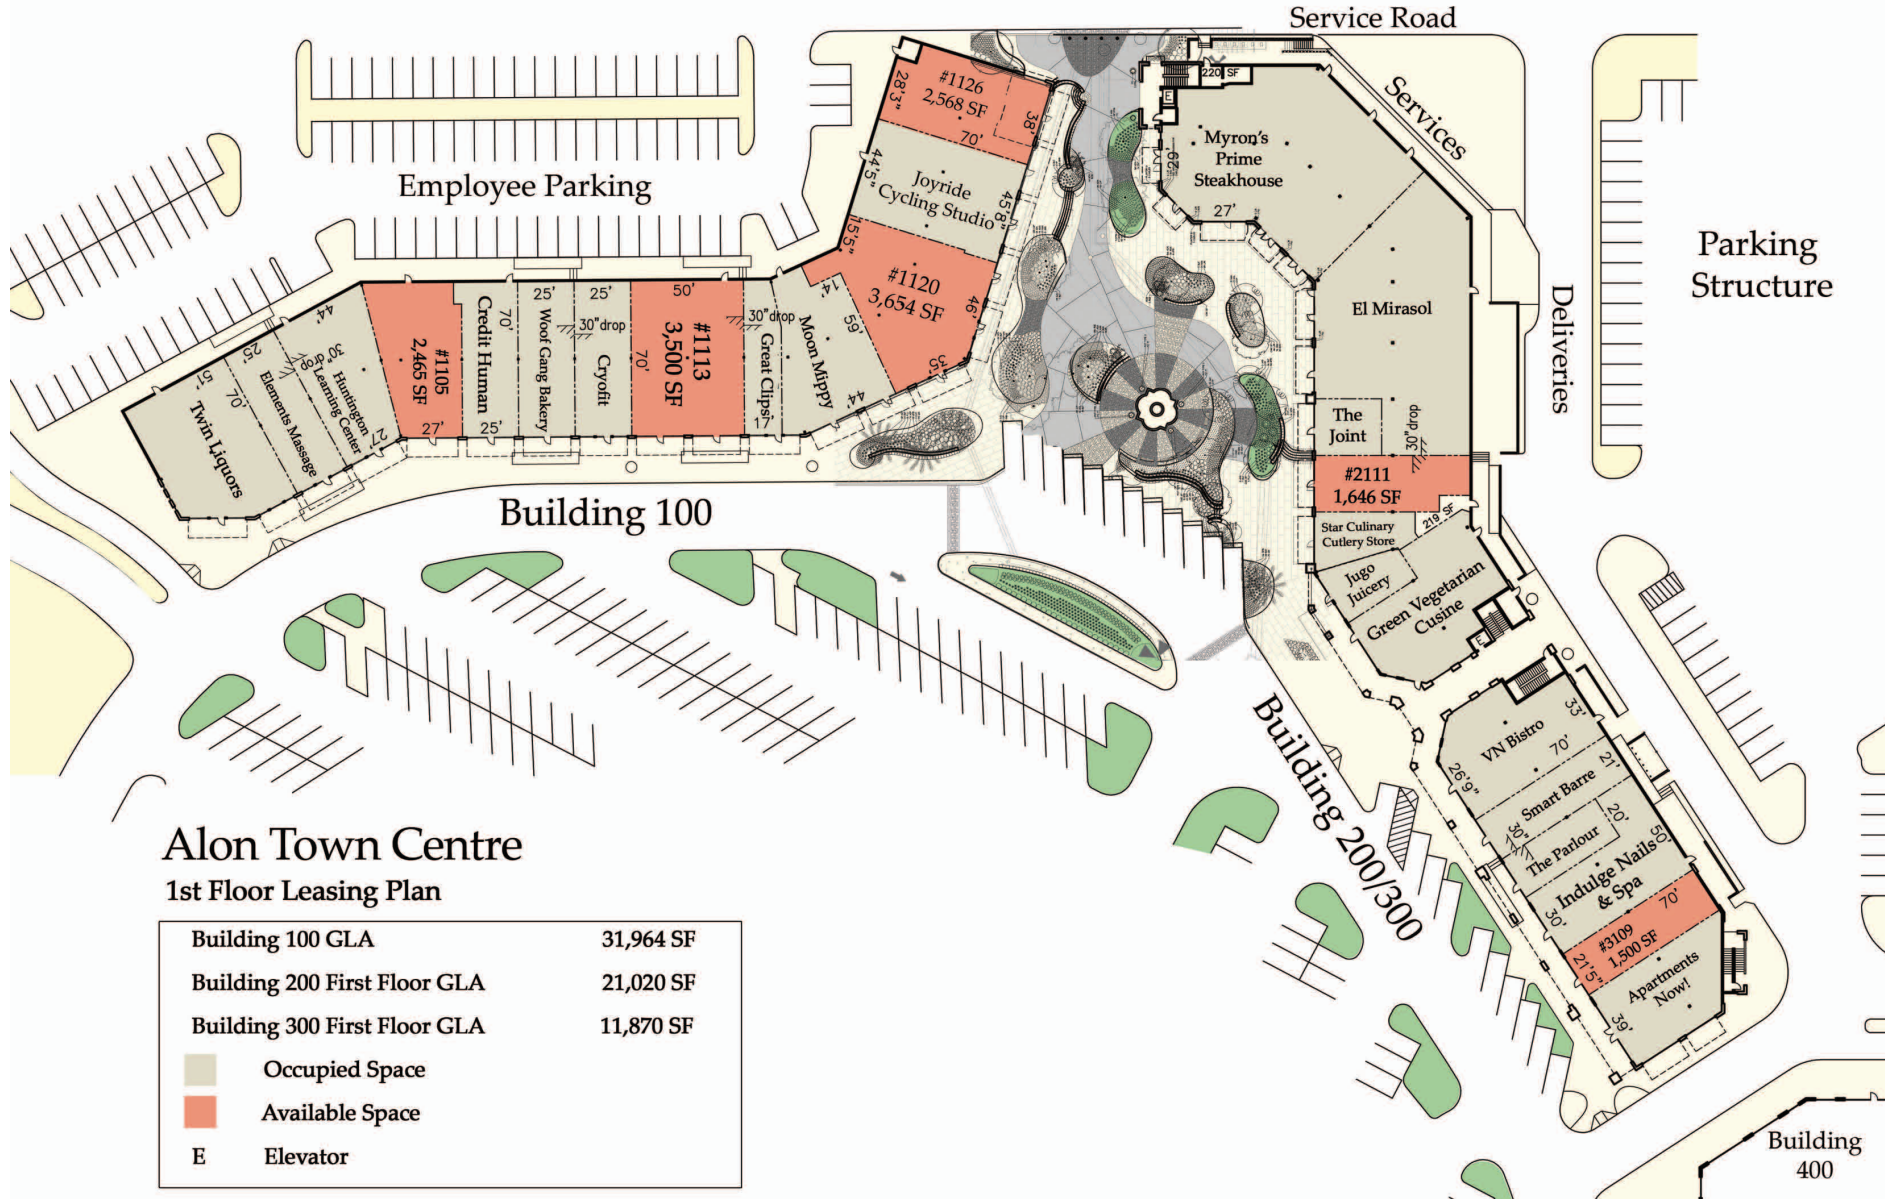 Service Road
Services
Employee Parking
Parking
Structure
Deliveries
#1126
2,568 SF
28'3"
38'
70'
Joyride
Cycling Studio
44'5"
45'8"
#1120
3,654 SF
15'5"
46'
35'
14'
59'
Moon Mippy
44'
Great Clips'
17'
30"drop
#1113
3,500 SF
50'
70'
Cryofit
25'
30"drop
Woof Gang Bakery
25'
Credit Human
70'
25'
#1105
2,465 SF
27'
Huntington
Learning Center
44'
30" drop
27'
Elements Massage
25'
70'
Twin Liquors
51'
Building 100
220 SF
E
Myron's
Prime
Steakhouse
29'
27'
El Mirasol
The
Joint
30"drop
#2111
1,646 SF
219 SF
Star Culinary
Cutlery Store
Jugo
Juicery
Green Vegetarian
Cusine
E
Building 200/300
VN Bistro
33'
70'
26'9"
Smart Barre
21'
The Parlour
20'
30"
Indulge Nails
& Spa
50'
30'
#3109
1,500 SF
70'
21'5"
Apartments
Now!
39'
Building
400
Alon Town Centre
1st Floor Leasing Plan
Building 100 GLA 31,964 SF
Building 200 First Floor GLA 21,020 SF
Building 300 First Floor GLA 11,870 SF
Occupied Space
Available Space
E Elevator